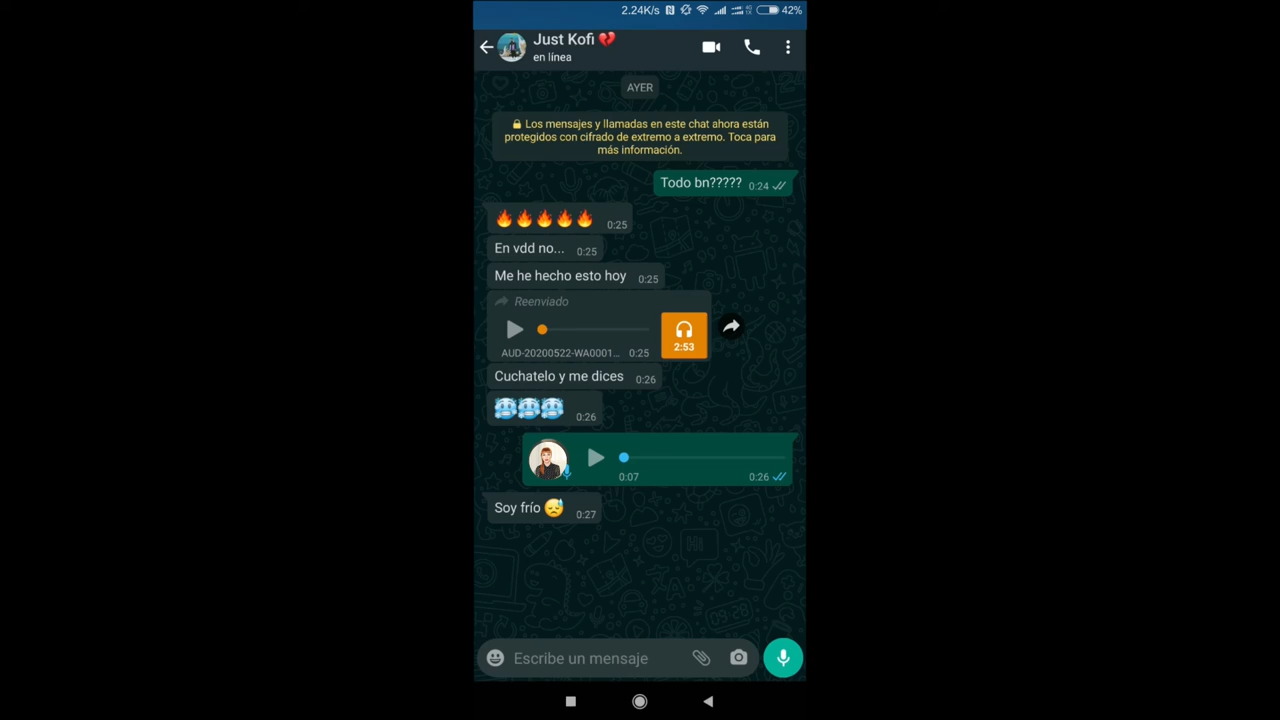 2.24K/s 42%
Just Kofi 💔
en línea
AYER
Los mensajes y llamadas en este chat ahora están
protegidos con cifrado de extremo a extremo. Toca para
más información.
Todo bn????? 0:24
🔥🔥🔥🔥🔥 0:25
En vdd no... 0:25
Me he hecho esto hoy 0:25
Reenviado
2:53
AUD-20200522-WA0001... 0:25
Cuchatelo y me dices 0:26
🥶🥶🥶 0:26
0:07 0:26
Soy frío 😓 0:27
Escribe un mensaje